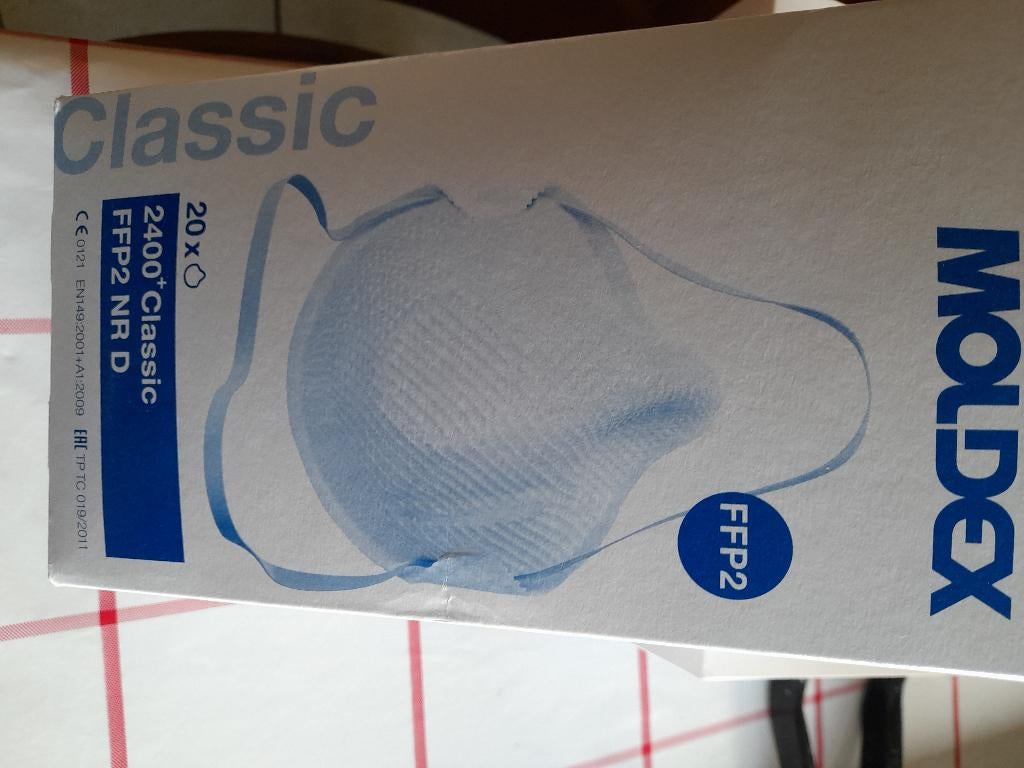 MOLDEX
FFP2
20 x
2400+ Classic
FFP2 NR D
CE 0121 EN149:2001+A1:2009 EAC TP TC 019/2011
Classic